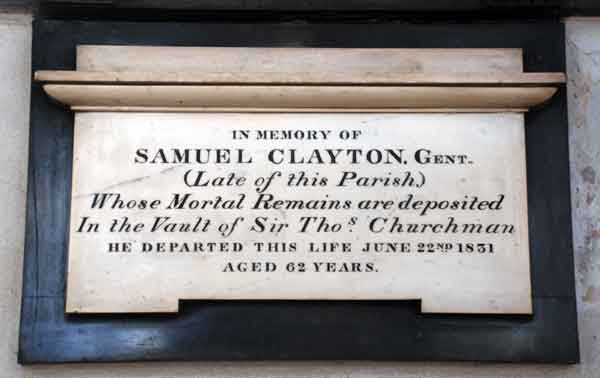 IN MEMORY OF
SAMUEL CLAYTON, GENT.
(Late of this Parish,)
Whose Mortal Remains are deposited
In the Vault of Sir Thos. Churchman
HE DEPARTED THIS LIFE JUNE 22ND 1831
AGED 62 YEARS.